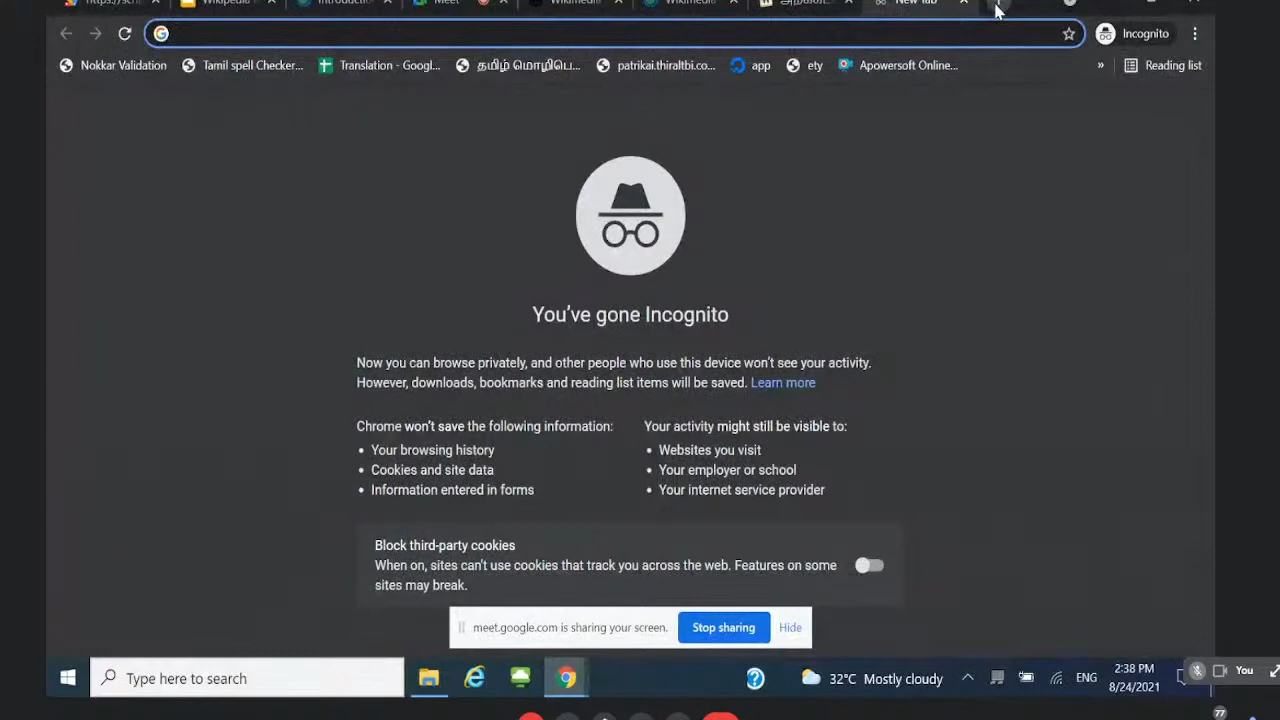 Meet
New Tab
Incognito
Nokkar Validation
Tamil spell Checker...
Translation - Googl...
தமிழ் மொழிபெ...
patrikai.thiraltbi.co...
app
ety
Apowersoft Online...
»
Reading list
You've gone Incognito
Now you can browse privately, and other people who use this device won't see your activity.
However, downloads, bookmarks and reading list items will be saved. Learn more
Chrome won't save the following information:
• Your browsing history
• Cookies and site data
• Information entered in forms
Your activity might still be visible to:
• Websites you visit
• Your employer or school
• Your internet service provider
Block third-party cookies
When on, sites can't use cookies that track you across the web. Features on some
sites may break.
meet.google.com is sharing your screen.
Stop sharing
Hide
Type here to search
32°C Mostly cloudy
ENG
2:38 PM
8/24/2021
You
77